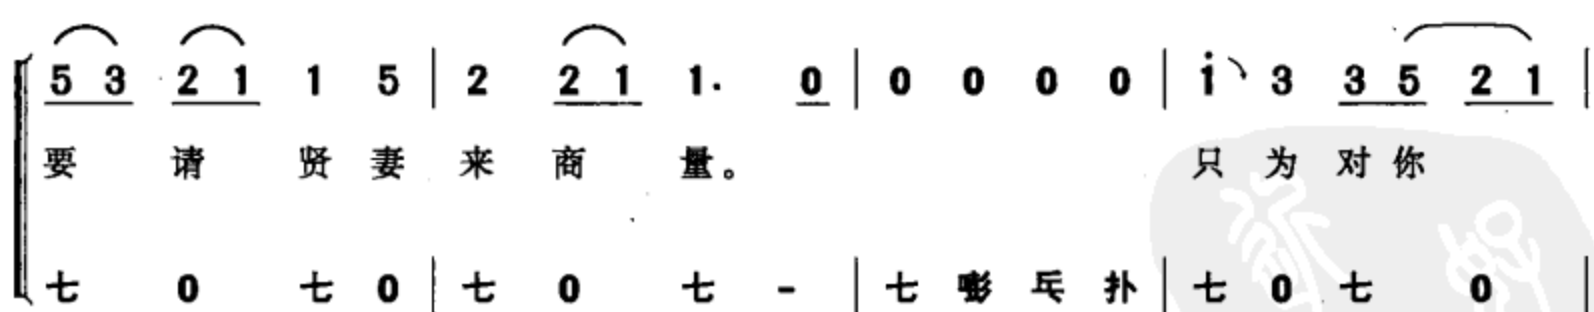 5 3 2 1 1 5 | 2 2 1 1. 0 | 0 0 0 0 | i 3 3 5 2 1 |
要 请 贤 妻 来 商 量。 只 为 对 你
七 0 七 0 | 七 0 七 - | 七 嘭 乓 扑 | 七 0 七 0 |